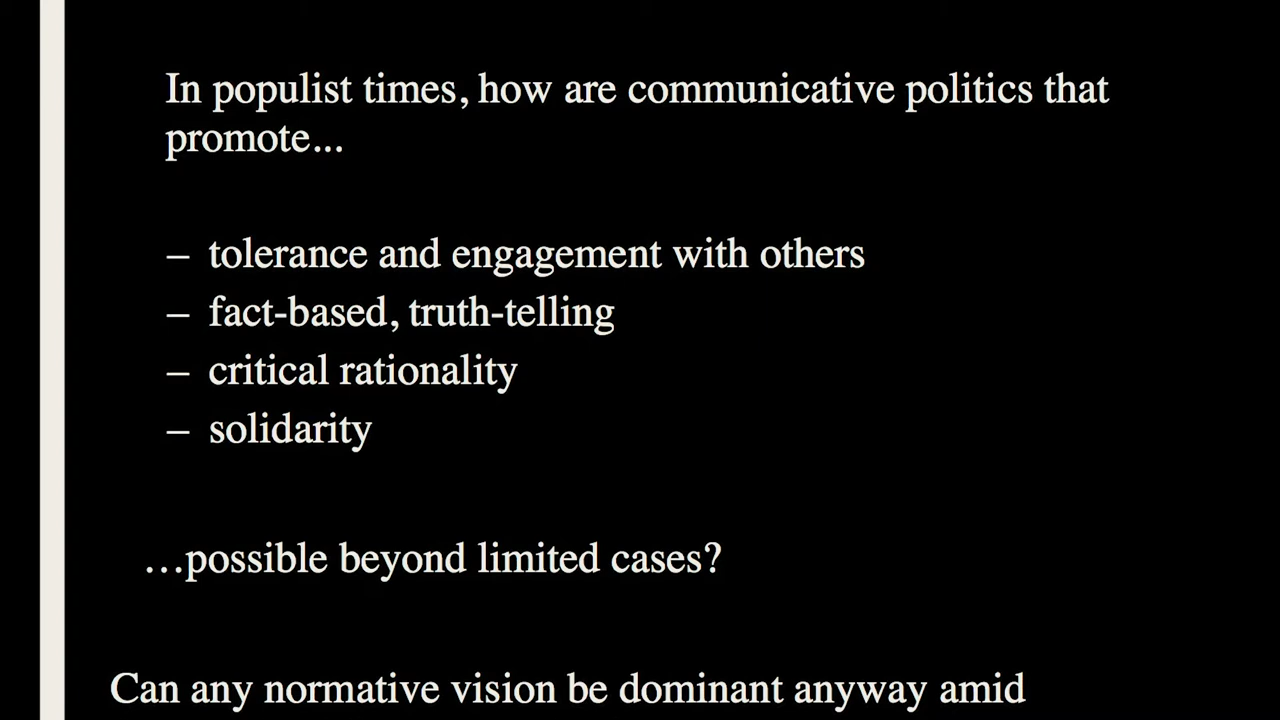 In populist times, how are communicative politics that
promote...
– tolerance and engagement with others
– fact-based, truth-telling
– critical rationality
– solidarity
…possible beyond limited cases?
Can any normative vision be dominant anyway amid